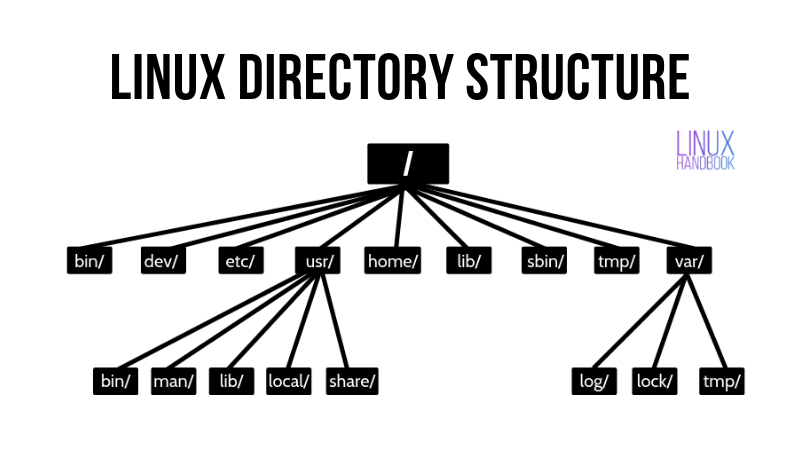 LINUX DIRECTORY STRUCTURE
LINUX
HANDBOOK
/
bin/ dev/ etc/ usr/ home/ lib/ sbin/ tmp/ var/
bin/ man/ lib/ local/ share/ log/ lock/ tmp/